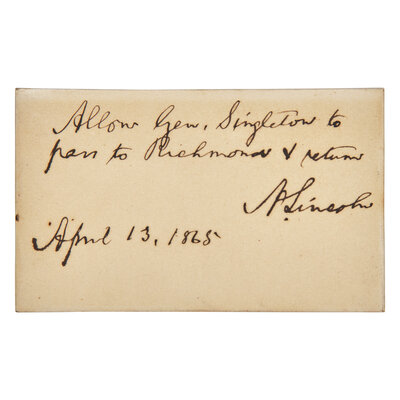 Allow Gen. Singleton to
pass to Richmond & return
A. Lincoln
April 13, 1865